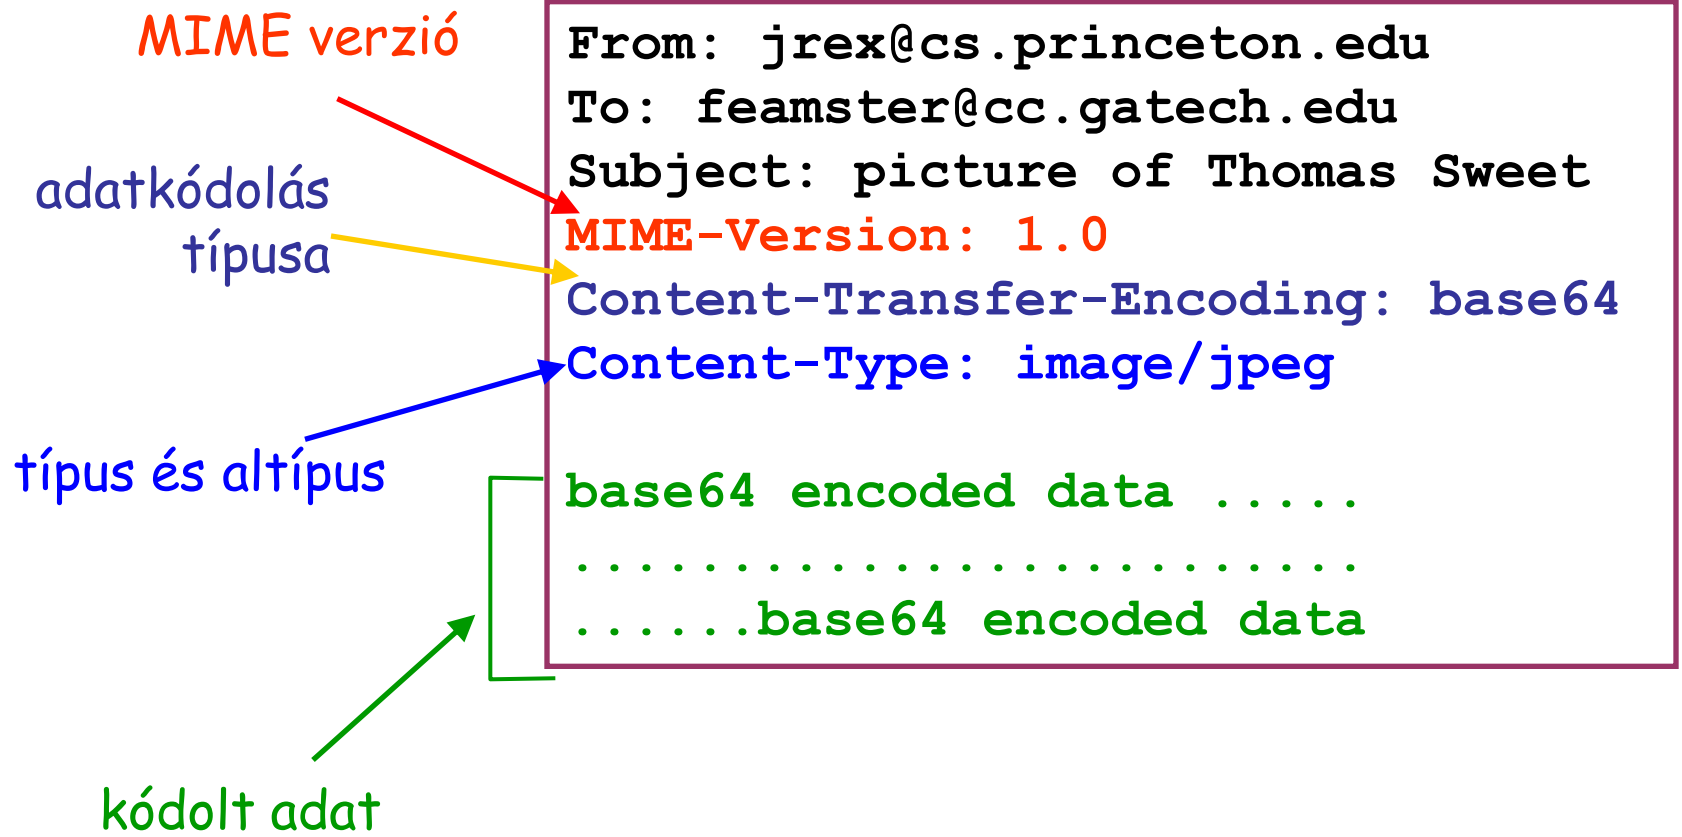 MIME verzió
adatkódolás
típusa
típus és altípus
kódolt adat
From: jrex@cs.princeton.edu
To: feamster@cc.gatech.edu
Subject: picture of Thomas Sweet
MIME-Version: 1.0
Content-Transfer-Encoding: base64
Content-Type: image/jpeg
base64 encoded data .....
.........................
......base64 encoded data